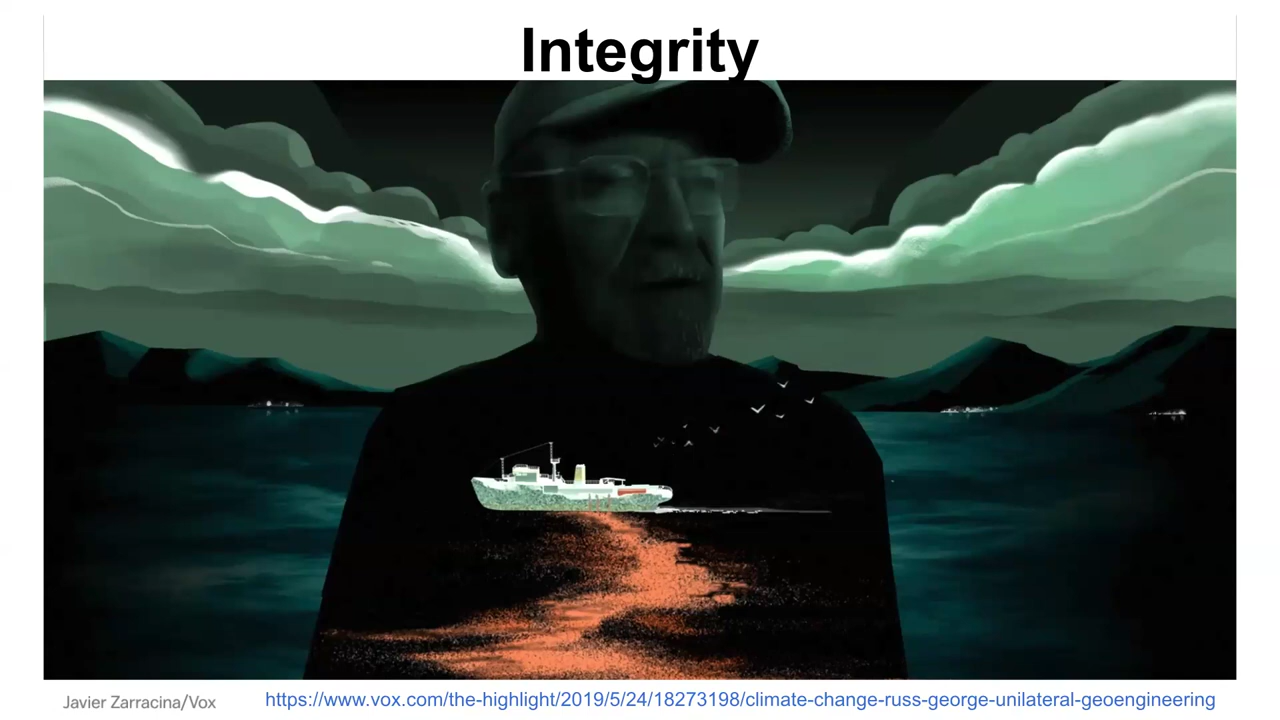 Integrity
Javier Zarracina/Vox
https://www.vox.com/the-highlight/2019/5/24/18273198/climate-change-russ-george-unilateral-geoengineering